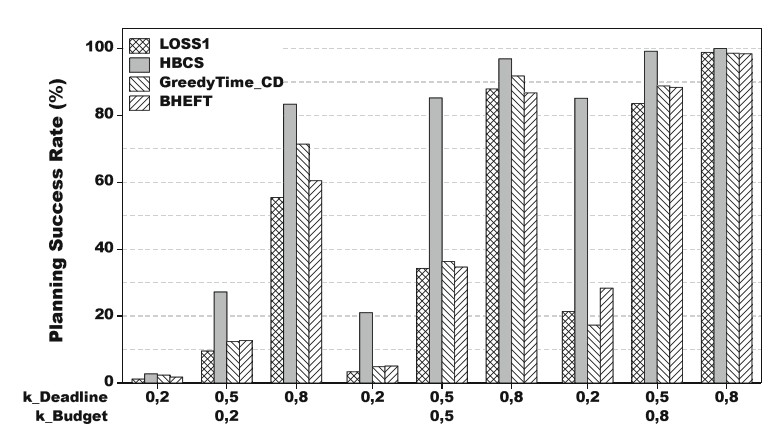 Planning Success Rate (%)
100
80
60
40
20
0
LOSS1
HBCS
GreedyTime_CD
BHEFT
k_Deadline 0,2 0,5 0,8 0,2 0,5 0,8 0,2 0,5 0,8
k_Budget 0,2 0,5 0,8